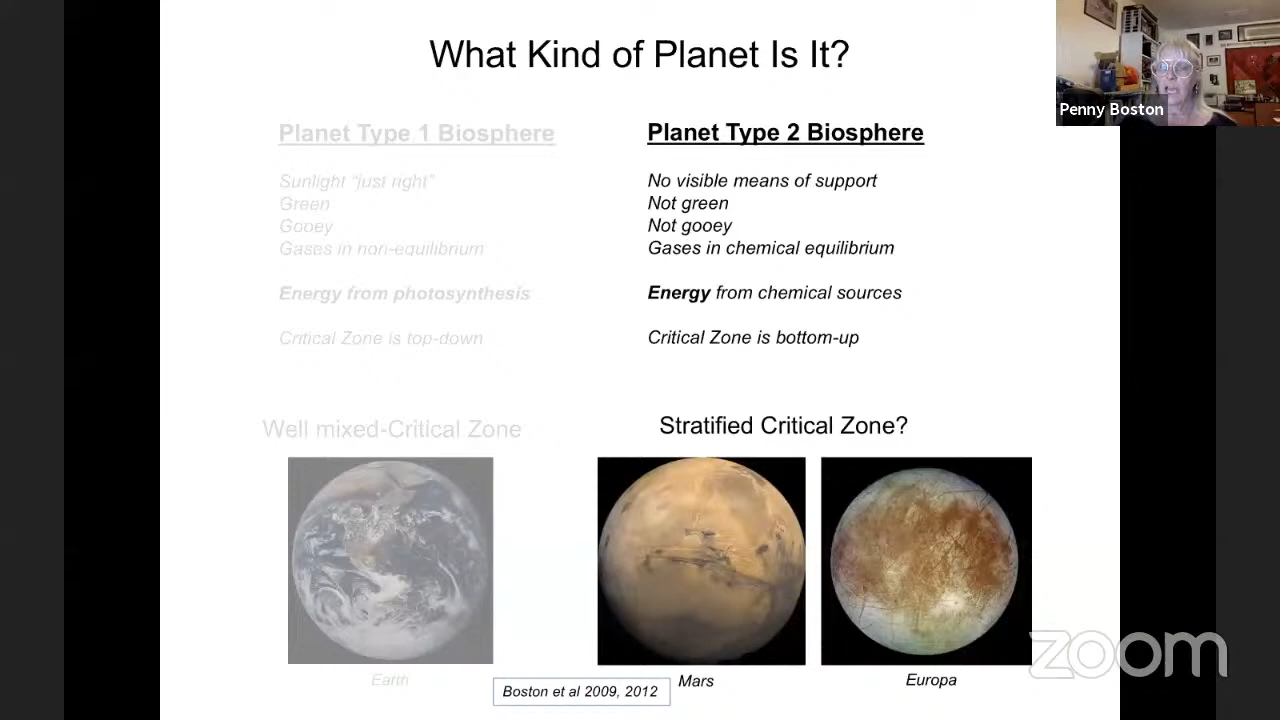 What Kind of Planet Is It?
Penny Boston
Planet Type 1 Biosphere
Sunlight “just right”
Green
Gooey
Gases in non-equilibrium
Energy from photosynthesis
Critical Zone is top-down
Well mixed-Critical Zone
Earth
Planet Type 2 Biosphere
No visible means of support
Not green
Not gooey
Gases in chemical equilibrium
Energy from chemical sources
Critical Zone is bottom-up
Stratified Critical Zone?
Mars
Europa
Boston et al 2009, 2012
zoom